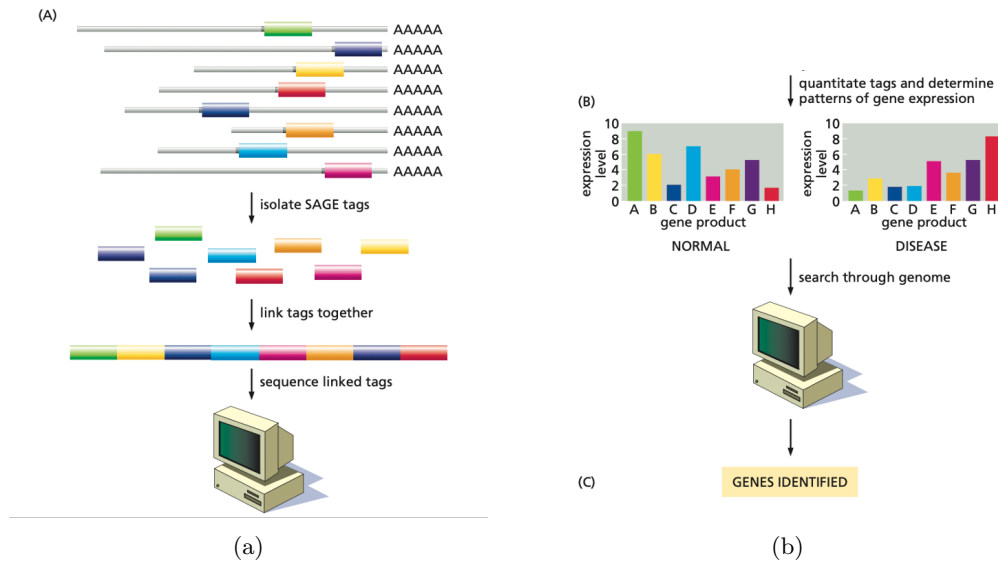 (A)
AAAAA
AAAAA
AAAAA
AAAAA
AAAAA
AAAAA
AAAAA
AAAAA
isolate SAGE tags
link tags together
sequence linked tags
(a)
quantitate tags and determine
patterns of gene expression
(B)
10
8
6
4
2
0
expression
level
A B C D E F G H
gene product
NORMAL
10
8
6
4
2
0
expression
level
A B C D E F G H
gene product
DISEASE
search through genome
(C)
GENES IDENTIFIED
(b)